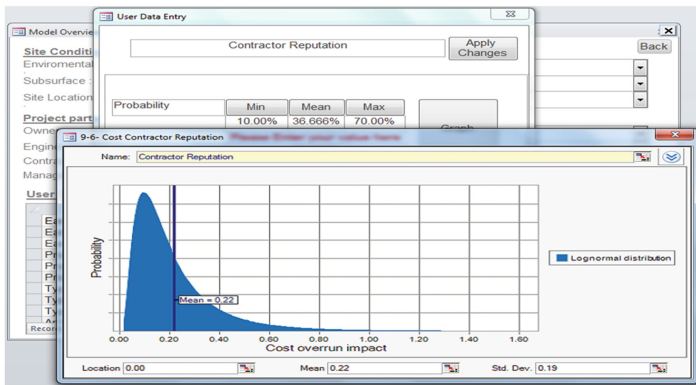 User Data Entry
Model Overvie
Contractor Reputation
Apply
Changes
Back
Site Conditi
Enviromental
Subsurface :
Site Location
Probability
Min Mean Max
10.00% 36.666% 70.00%
Graph
Please Enter your value here
Project part
Owne
Engin
Contra
Manag
User
Ea
Ea
Ea
Pr
Pr
Pr
Ty
Ty
Ty
Record
9-6- Cost Contractor Reputation
Name: Contractor Reputation
Probability
Mean = 0.22
Lognormal distribution
0.00 0.20 0.40 0.60 0.80 1.00 1.20 1.40 1.60
Cost overrun impact
Location 0.00 Mean 0.22 Std. Dev. 0.19